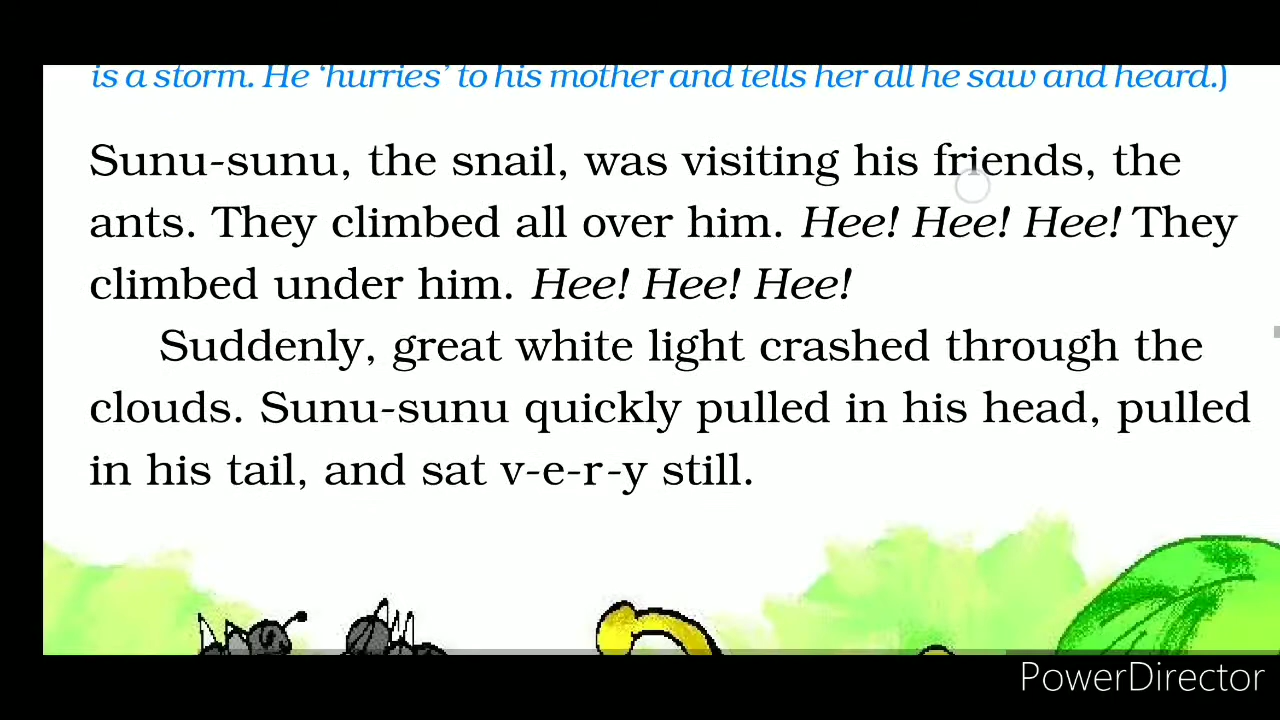 is a storm. He ‘hurries’ to his mother and tells her all he saw and heard.)
Sunu-sunu, the snail, was visiting his friends, the
ants. They climbed all over him. Hee! Hee! Hee! They
climbed under him. Hee! Hee! Hee!
Suddenly, great white light crashed through the
clouds. Sunu-sunu quickly pulled in his head, pulled
in his tail, and sat v-e-r-y still.
PowerDirector